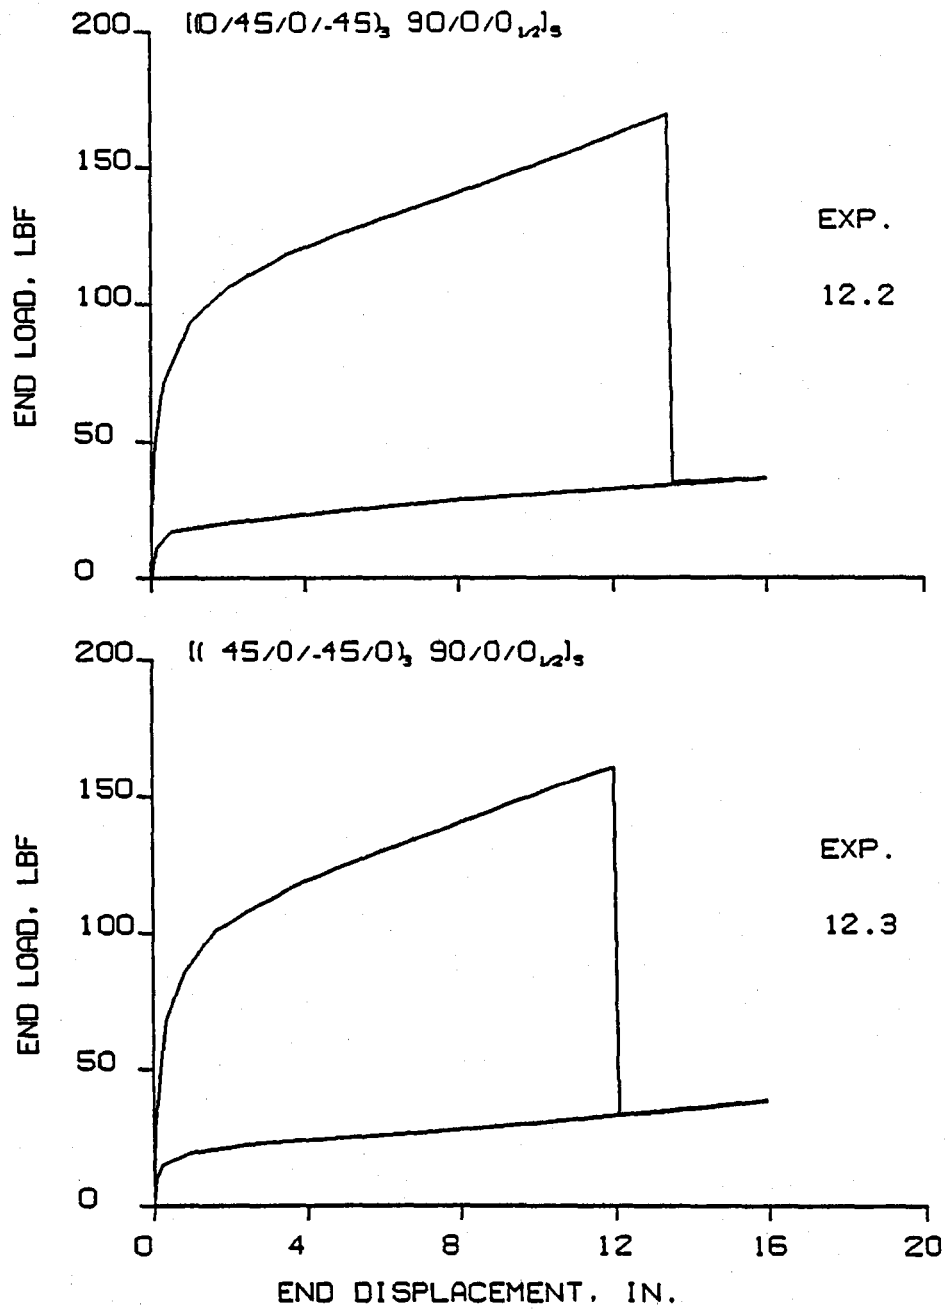 200 [(0/45/0/-45)₃ 90/0/0₁/₂]ₛ
150
100
50
0
END LOAD, LBF
EXP.
12.2
200 [( 45/0/-45/0)₃ 90/0/0₁/₂]ₛ
150
100
50
0
END LOAD, LBF
EXP.
12.3
0 4 8 12 16 20
END DISPLACEMENT, IN.